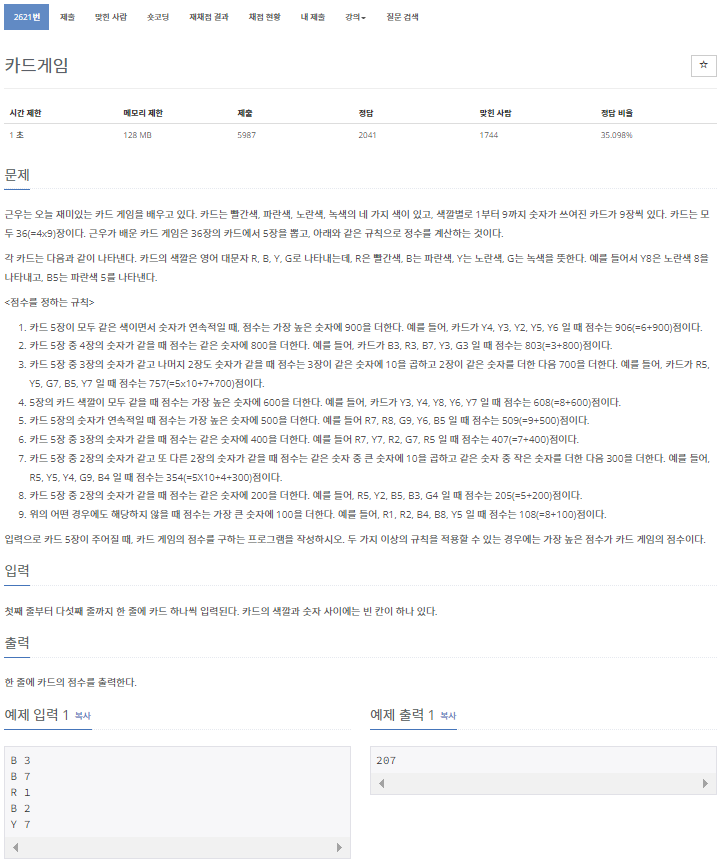 2621번 제출 맞힌 사람 숏코딩 재채점 결과 채점 현황 내 제출 강의 질문 검색
카드게임
시간 제한 메모리 제한 제출 정답 맞힌 사람 정답 비율
1 초 128 MB 5987 2041 1744 35.098%
문제
근우는 오늘 재미있는 카드 게임을 배우고 있다. 카드는 빨간색, 파란색, 노란색, 녹색의 네 가지 색이 있고, 색깔별로 1부터 9까지 숫자가 쓰여진 카드가 9장씩 있다. 카드는 모
두 36(=4x9)장이다. 근우가 배운 카드 게임은 36장의 카드에서 5장을 뽑고, 아래와 같은 규칙으로 점수를 계산하는 것이다.
각 카드는 다음과 같이 나타낸다. 카드의 색깔은 영어 대문자 R, B, Y, G로 나타내는데, R은 빨간색, B는 파란색, Y는 노란색, G는 녹색을 뜻한다. 예를 들어서 Y8은 노란색 8을
나타내고, B5는 파란색 5를 나타낸다.
<점수를 정하는 규칙>
1. 카드 5장이 모두 같은 색이면서 숫자가 연속적일 때, 점수는 가장 높은 숫자에 900을 더한다. 예를 들어, 카드가 Y4, Y3, Y2, Y5, Y6 일 때 점수는 906(=6+900)점이다.
2. 카드 5장 중 4장의 숫자가 같을 때 점수는 같은 숫자에 800을 더한다. 예를 들어, 카드가 B3, R3, B7, Y3, G3 일 때 점수는 803(=3+800)점이다.
3. 카드 5장 중 3장의 숫자가 같고 나머지 2장도 숫자가 같을 때 점수는 3장이 같은 숫자에 10을 곱하고 2장이 같은 숫자를 더한 다음 700을 더한다. 예를 들어, 카드가 R5,
Y5, G7, B5, Y7 일 때 점수는 757(=5x10+7+700)점이다.
4. 5장의 카드 색깔이 모두 같을 때 점수는 가장 높은 숫자에 600을 더한다. 예를 들어, 카드가 Y3, Y4, Y8, Y6, Y7 일 때 점수는 608(=8+600)점이다.
5. 카드 5장의 숫자가 연속적일 때 점수는 가장 높은 숫자에 500을 더한다. 예를 들어 R7, R8, G9, Y6, B5 일 때 점수는 509(=9+500)점이다.
6. 카드 5장 중 3장의 숫자가 같을 때 점수는 같은 숫자에 400을 더한다. 예를 들어 R7, Y7, R2, G7, R5 일 때 점수는 407(=7+400)점이다.
7. 카드 5장 중 2장의 숫자가 같고 또 다른 2장의 숫자가 같을 때 점수는 같은 숫자 중 큰 숫자에 10을 곱하고 같은 숫자 중 작은 숫자를 더한 다음 300을 더한다. 예를 들어,
R5, Y5, Y4, G9, B4 일 때 점수는 354(=5X10+4+300)점이다.
8. 카드 5장 중 2장의 숫자가 같을 때 점수는 같은 숫자에 200을 더한다. 예를 들어, R5, Y2, B5, B3, G4 일 때 점수는 205(=5+200)점이다.
9. 위의 어떤 경우에도 해당하지 않을 때 점수는 가장 큰 숫자에 100을 더한다. 예를 들어, R1, R2, B4, B8, Y5 일 때 점수는 108(=8+100)점이다.
입력으로 카드 5장이 주어질 때, 카드 게임의 점수를 구하는 프로그램을 작성하시오. 두 가지 이상의 규칙을 적용할 수 있는 경우에는 가장 높은 점수가 카드 게임의 점수이다.
입력
첫째 줄부터 다섯째 줄까지 한 줄에 카드 하나씩 입력된다. 카드의 색깔과 숫자 사이에는 빈 칸이 하나 있다.
출력
한 줄에 카드의 점수를 출력한다.
예제 입력 1 복사
B 3
B 7
R 1
B 2
Y 7
예제 출력 1 복사
207